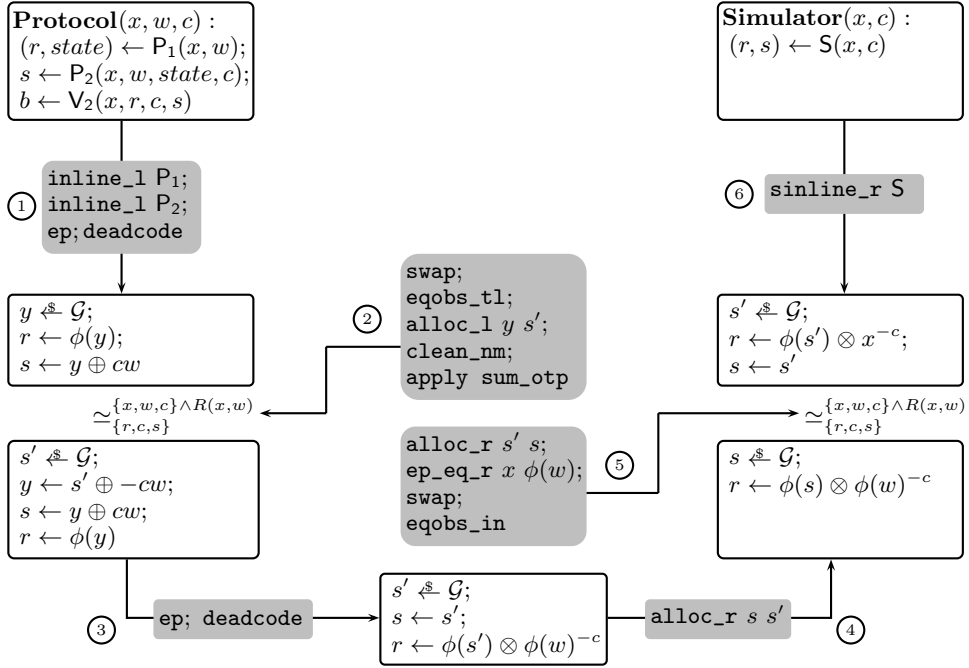 Protocol(x, w, c) :
(r, state) ← P₁(x, w);
s ← P₂(x, w, state, c);
b ← V₂(x, r, c, s)
Simulator(x, c) :
(r, s) ← S(x, c)
1
inline_l P₁;
inline_l P₂;
ep; deadcode
6
sinline_r S
y ⇐$ 𝒢;
r ← ϕ(y);
s ← y ⊕ cw
2
swap;
eqobs_tl;
alloc_l y s′;
clean_nm;
apply sum_otp
s′ ⇐$ 𝒢;
r ← ϕ(s′) ⊗ x⁻ᶜ;
s ← s′
≃^{{x,w,c}∧R(x,w)}_{{r,c,s}}
≃^{{x,w,c}∧R(x,w)}_{{r,c,s}}
s′ ⇐$ 𝒢;
y ← s′ ⊕ −cw;
s ← y ⊕ cw;
r ← ϕ(y)
alloc_r s′ s;
ep_eq_r x ϕ(w);
swap;
eqobs_in
5
s ⇐$ 𝒢;
r ← ϕ(s) ⊗ ϕ(w)⁻ᶜ
3
ep; deadcode
s′ ⇐$ 𝒢;
s ← s′;
r ← ϕ(s′) ⊗ ϕ(w)⁻ᶜ
alloc_r s s′
4